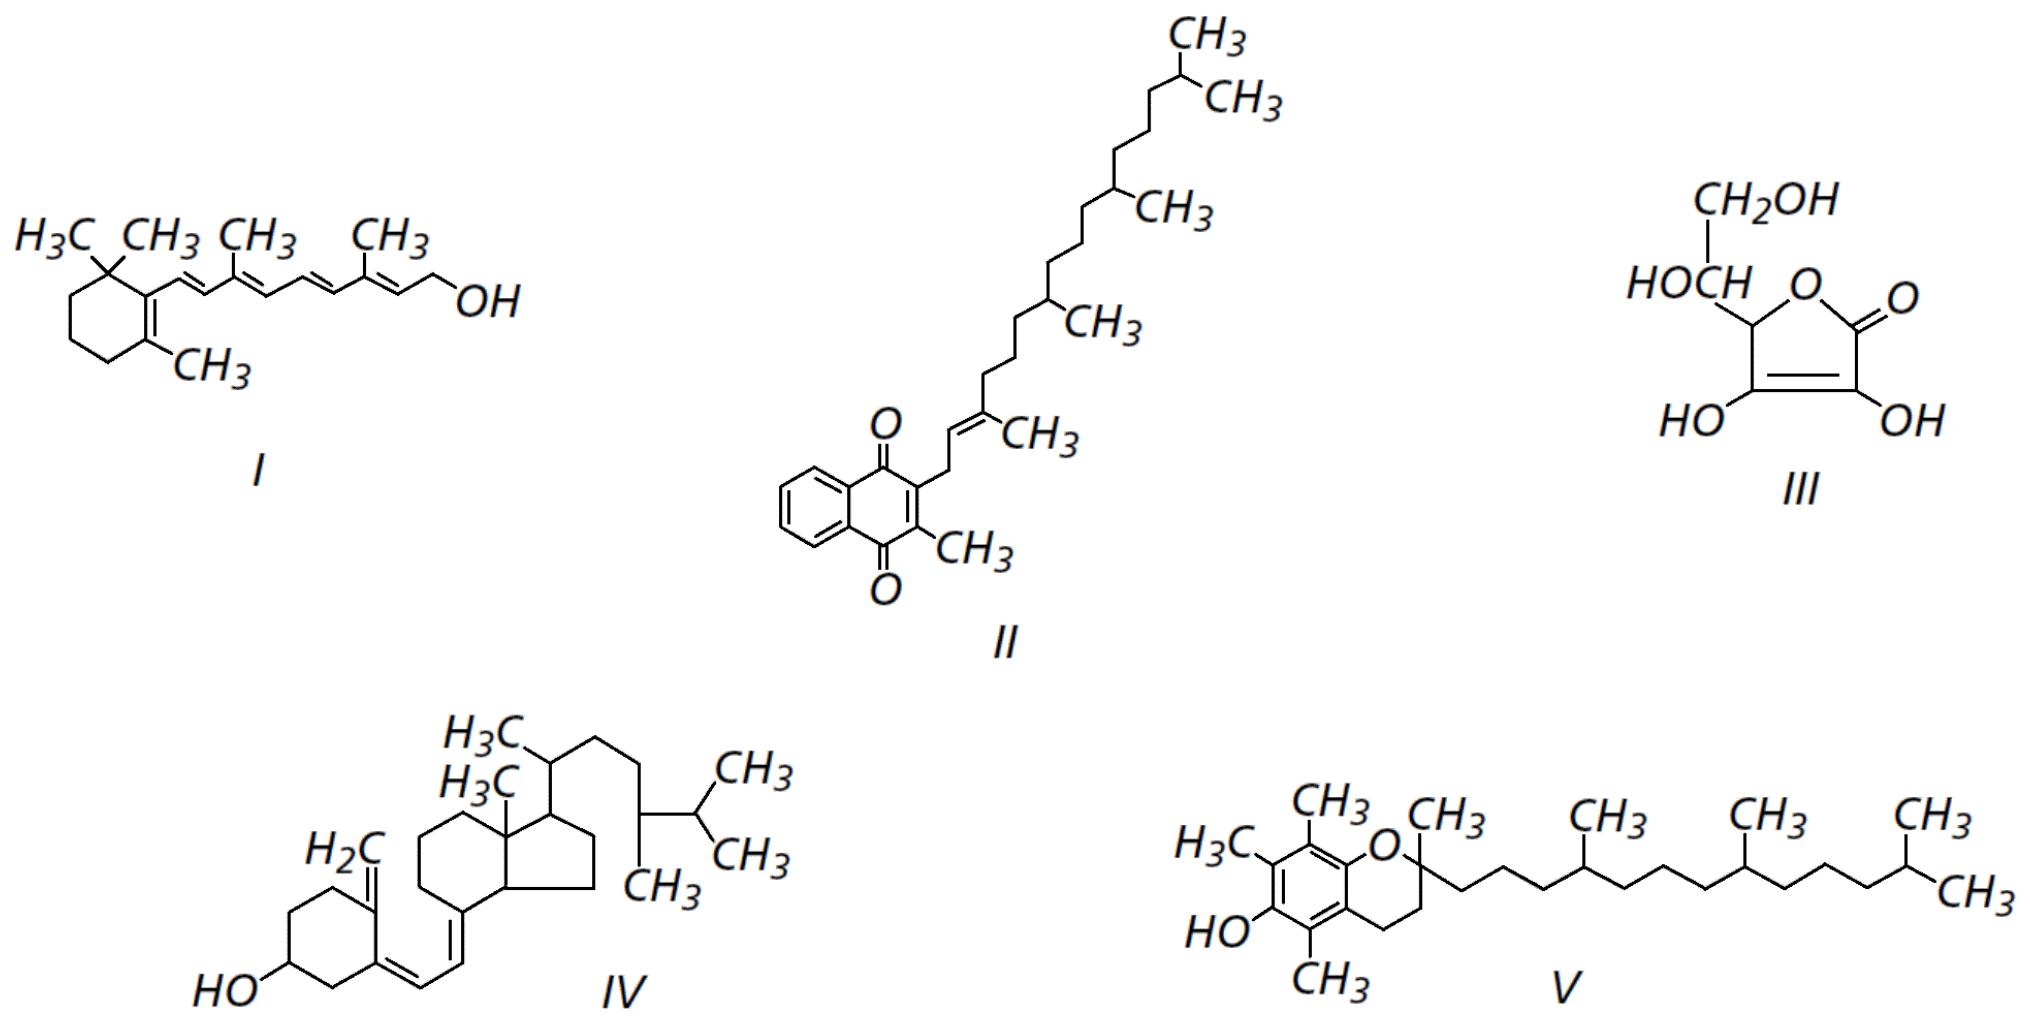 H3C CH3 CH3 CH3
OH
CH3
I
CH3
CH3
CH3
CH3
O
CH3
CH3
O
II
CH2OH
HOCH O O
HO OH
III
H3C
H3C CH3
H2C CH3
CH3
HO
IV
CH3 CH3 CH3 CH3 CH3
H3C O
CH3
HO
CH3
V